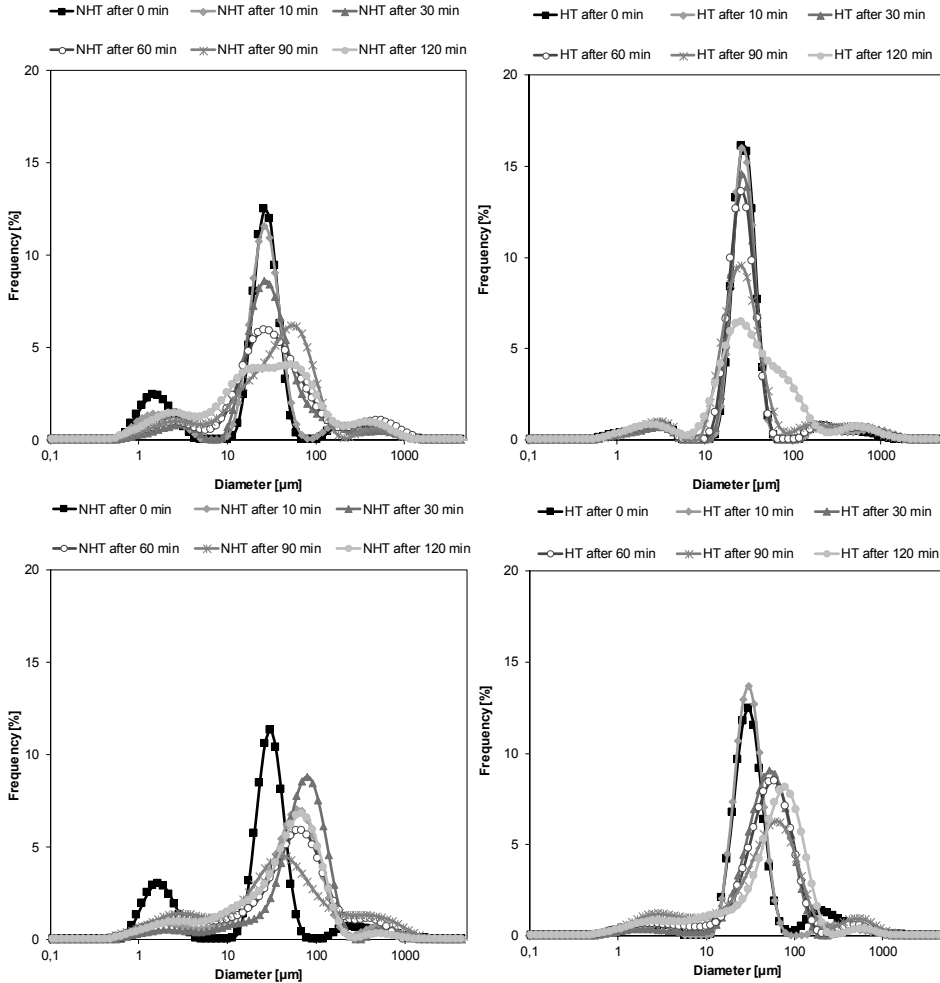 NHT after 0 min NHT after 10 min NHT after 30 min
NHT after 60 min NHT after 90 min NHT after 120 min
20
15
10
5
0
Frequency [%]
0,1 1 10 100 1000
Diameter [µm]
HT after 0 min HT after 10 min HT after 30 min
HT after 60 min HT after 90 min HT after 120 min
20
15
10
5
0
Frequency [%]
0,1 1 10 100 1000
Diameter [µm]
NHT after 0 min NHT after 10 min NHT after 30 min
NHT after 60 min NHT after 90 min NHT after 120 min
20
15
10
5
0
Frequency [%]
0,1 1 10 100 1000
Diameter [µm]
HT after 0 min HT after 10 min HT after 30 min
HT after 60 min HT after 90 min HT after 120 min
20
15
10
5
0
Frequency [%]
0,1 1 10 100 1000
Diameter [µm]